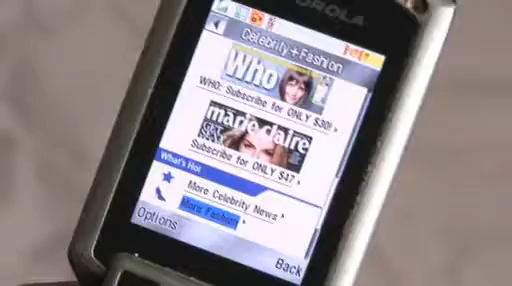 MOTOROLA
Celebrity + Fashion
Who
WHO: Subscribe for ONLY $30!
marie claire
Subscribe for ONLY $47
What's Hot
More Celebrity News
More Fashion
Options
Back